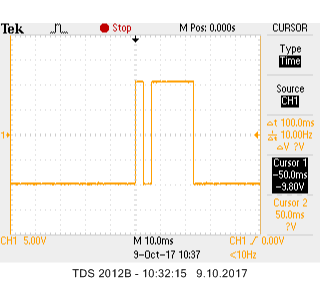 Tek Stop M Pos: 0.000s CURSOR
Type
Time
Source
CH1
Δt 100.0ms
1/Δt 10.00Hz
ΔV ?V
1
Cursor 1
-50.0ms
-9.80V
Cursor 2
50.0ms
?V
CH1 5.00V M 10.0ms CH1 / 0.00V
9-Oct-17 10:37 <10Hz
TDS 2012B - 10:32:15 9.10.2017